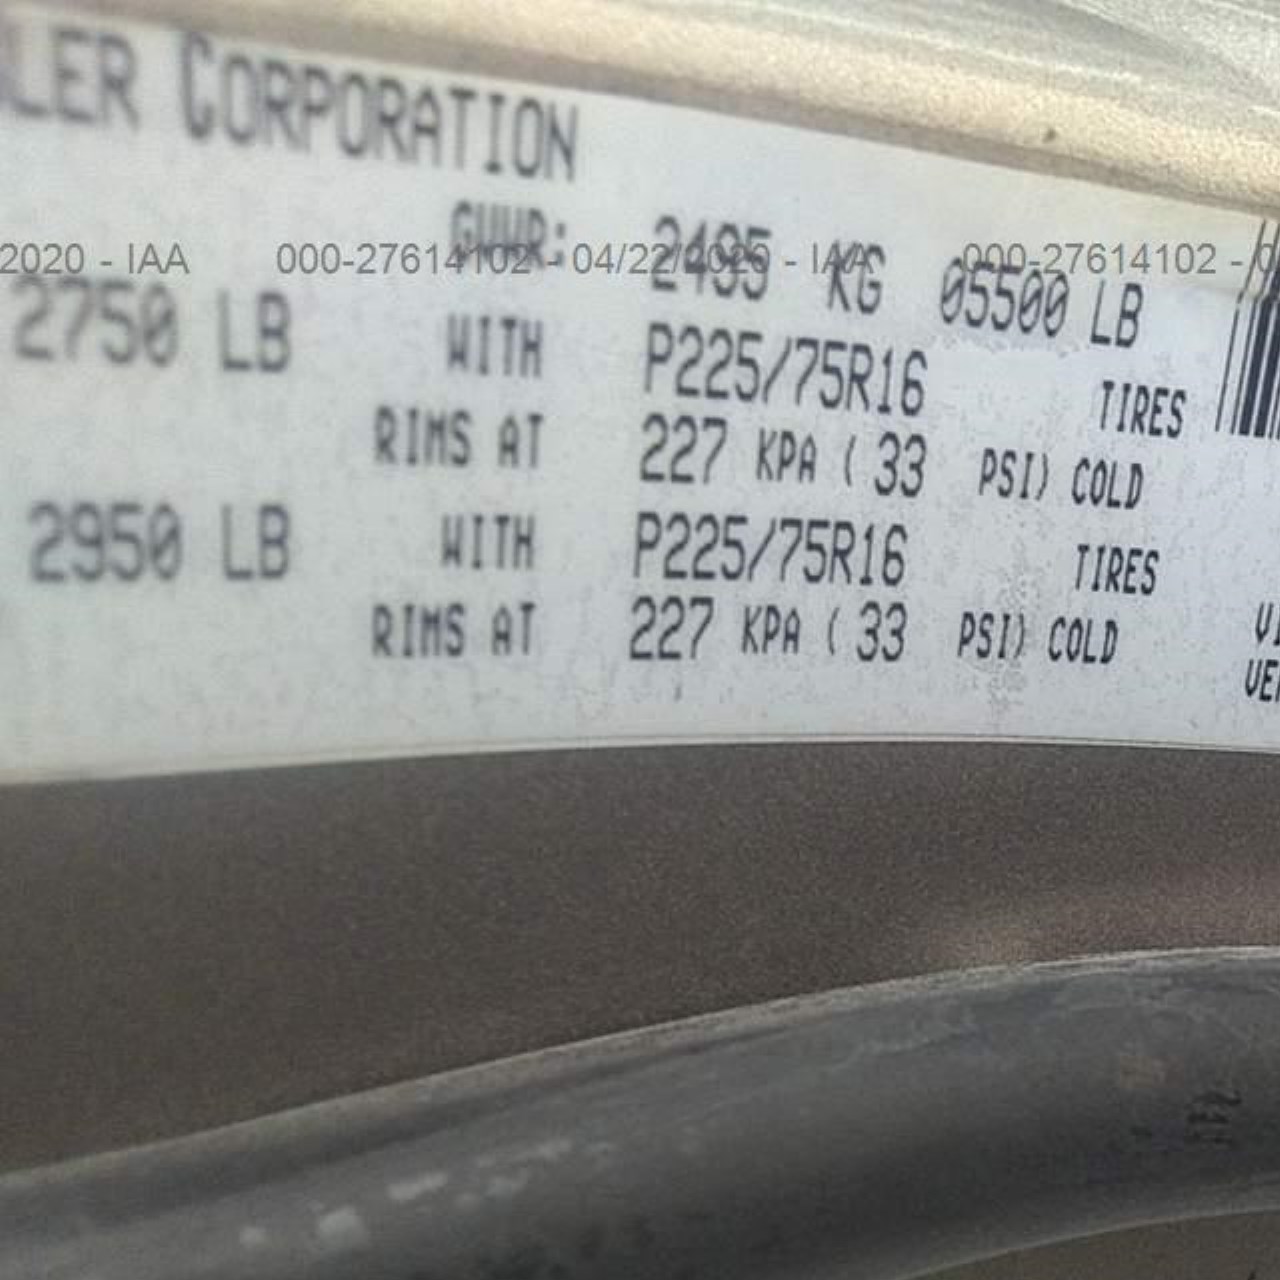 LER CORPORATION
GVWR: 2495 KG 05500 LB
2020 - IAA 000-27614102 - 04/22/2020 - IAA 000-27614102 - 0
2750 LB WITH P225/75R16 TIRES
RIMS AT 227 KPA ( 33 PSI) COLD
2950 LB WITH P225/75R16 TIRES
RIMS AT 227 KPA ( 33 PSI) COLD